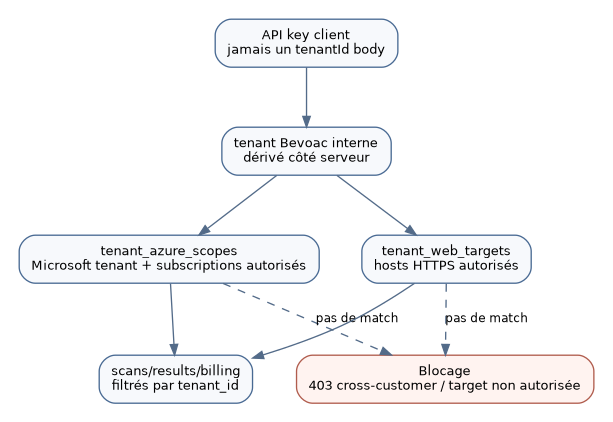 API key client
jamais un tenantId body
tenant Bevoac interne
dérivé côté serveur
tenant_azure_scopes
Microsoft tenant + subscriptions autorisés
tenant_web_targets
hosts HTTPS autorisés
pas de match
pas de match
scans/results/billing
filtrés par tenant_id
Blocage
403 cross-customer / target non autorisée